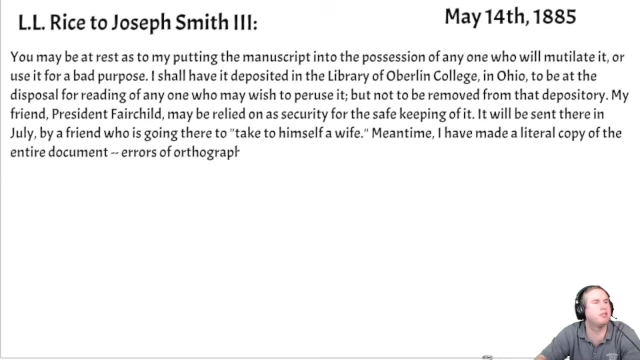 L.L. Rice to Joseph Smith III:
May 14th, 1885
You may be at rest as to my putting the manuscript into the possession of any one who will mutilate it, or
use it for a bad purpose. I shall have it deposited in the Library of Oberlin College, in Ohio, to be at the
disposal for reading of any one who may wish to peruse it; but not to be removed from that depository. My
friend, President Fairchild, may be relied on as security for the safe keeping of it. It will be sent there in
July, by a friend who is going there to "take to himself a wife." Meantime, I have made a literal copy of the
entire document -- errors of orthograph